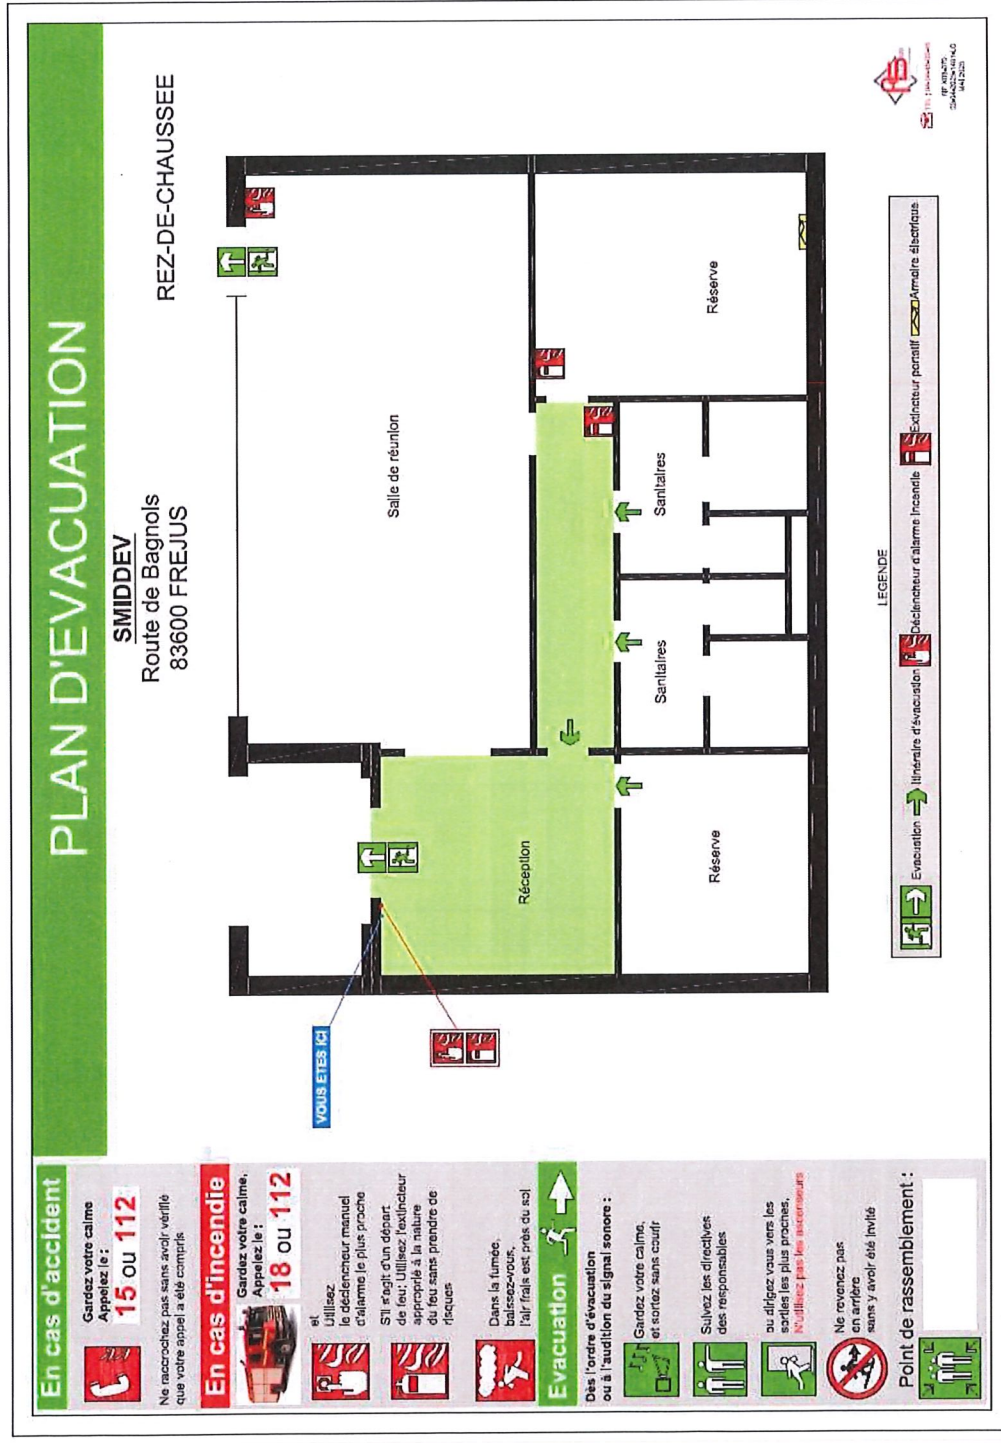 PLAN D'EVACUATION
SMIDDEV
Route de Bagnols
83600 FREJUS
REZ-DE-CHAUSSEE
En cas d'accident
Gardez votre calme
Appelez le :
15 ou 112
Ne raccrochez pas sans avoir vérifié
que votre appel a été compris
En cas d'incendie
Gardez votre calme,
Appelez le :
18 ou 112
et
Utilisez
le déclencheur manuel
d'alarme le plus proche
S'il s'agit d'un départ
de feu; Utilisez l'extincteur
approprié à la nature
du feu sans prendre de
risques
Dans la fumée,
baissez-vous,
l'air frais est près du sol
Evacuation
Dès l'ordre d'évacuation
ou à l'audition du signal sonore :
Gardez votre calme,
et sortez sans courir
Suivez les directives
des responsables
ou dirigez vous vers les
sorties les plus proches,
N'utilisez pas les ascenseurs
Ne revenez pas
en arrière
sans y avoir été invité
Point de rassemblement :
VOUS ETES ICI
Salle de réunion
Réception
Réserve
Sanitaires
Sanitaires
Réserve
LEGENDE
Evacuation
Itinéraire d'évacuation
Déclencheur d'alarme Incendie
Extincteur portatif
Armoire électrique